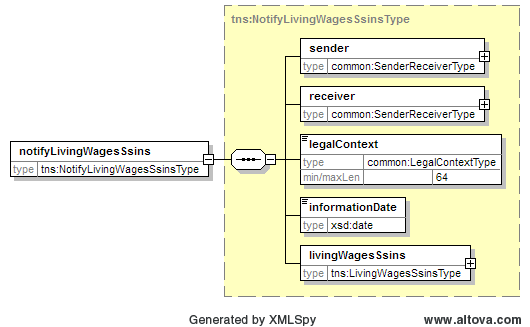 tns:NotifyLivingWagesSsinsType
sender
type common:SenderReceiverType
receiver
type common:SenderReceiverType
legalContext
type common:LegalContextType
min/maxLen 64
notifyLivingWagesSsins
type tns:NotifyLivingWagesSsinsType
informationDate
type xsd:date
livingWagesSsins
type tns:LivingWagesSsinsType
Generated by XMLSpy www.altova.com